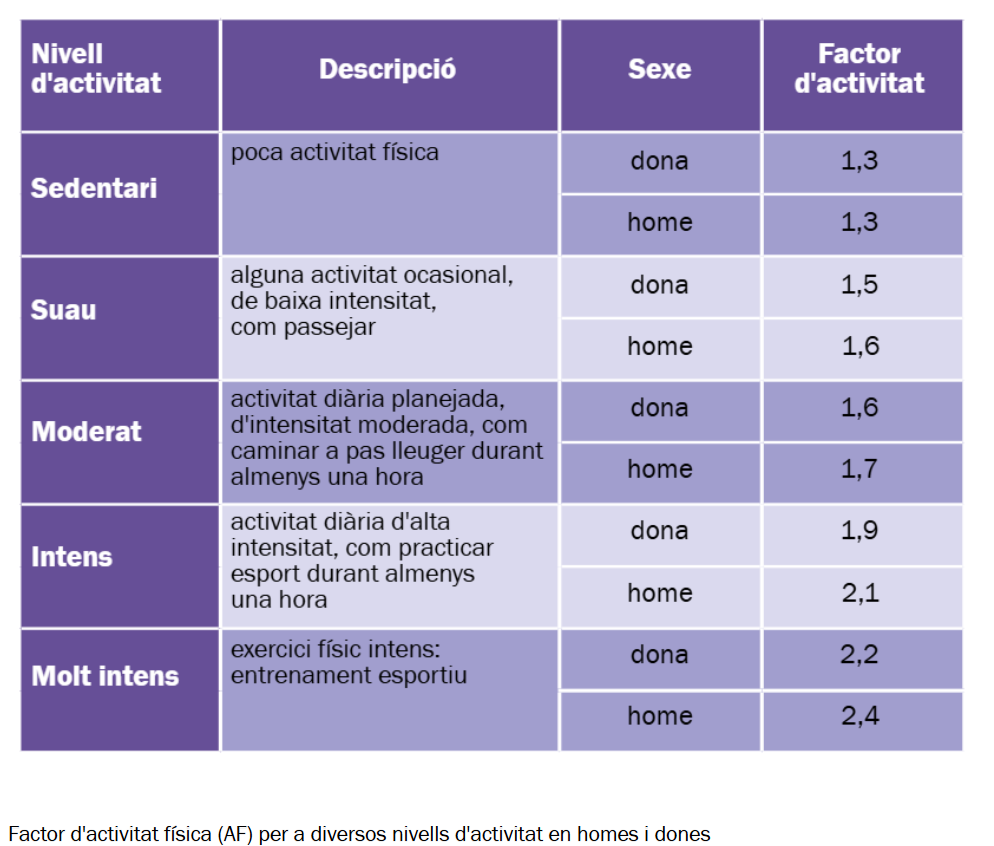 Nivell
d'activitat
Descripció
Sexe
Factor
d'activitat
Sedentari
poca activitat física
dona
1,3
home
1,3
Suau
alguna activitat ocasional,
de baixa intensitat,
com passejar
dona
1,5
home
1,6
Moderat
activitat diària planejada,
d'intensitat moderada, com
caminar a pas lleuger durant
almenys una hora
dona
1,6
home
1,7
Intens
activitat diària d'alta
intensitat, com practicar
esport durant almenys
una hora
dona
1,9
home
2,1
Molt intens
exercici físic intens:
entrenament esportiu
dona
2,2
home
2,4
Factor d'activitat física (AF) per a diversos nivells d'activitat en homes i dones